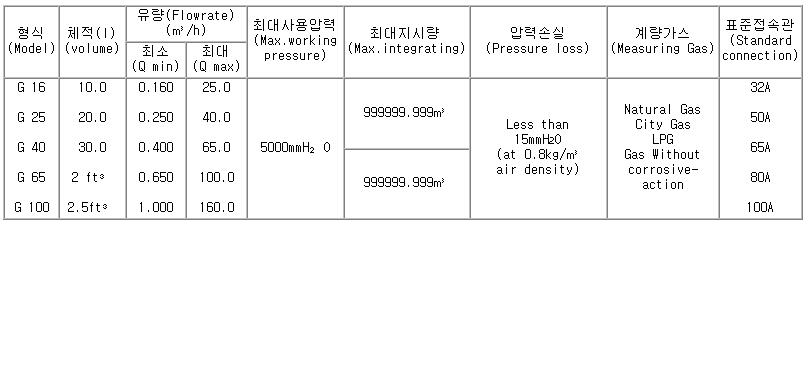 형식 (Model) 체적(l) (volume) 유량(Flowrate) (㎥/h) 최대사용압력 (Max.working pressure) 최대지시량 (Max.integrating) 압력손실 (Pressure loss) 계량가스 (Measuring Gas) 표준접속관 (Standard connection)
최소 (Q min) 최대 (Q max)
G 16 10.0 0.160 25.0 32A
G 25 20.0 0.250 40.0 50A
G 40 30.0 0.400 65.0 65A
G 65 2 ft³ 0.650 100.0 80A
G 100 2.5ft³ 1.000 160.0 100A
5000mmH₂ O
999999.999㎥
999999.999㎥
Less than
15mmH2O
(at 0.8kg/㎥
air density)
Natural Gas
City Gas
LPG
Gas Without
corrosive-
action